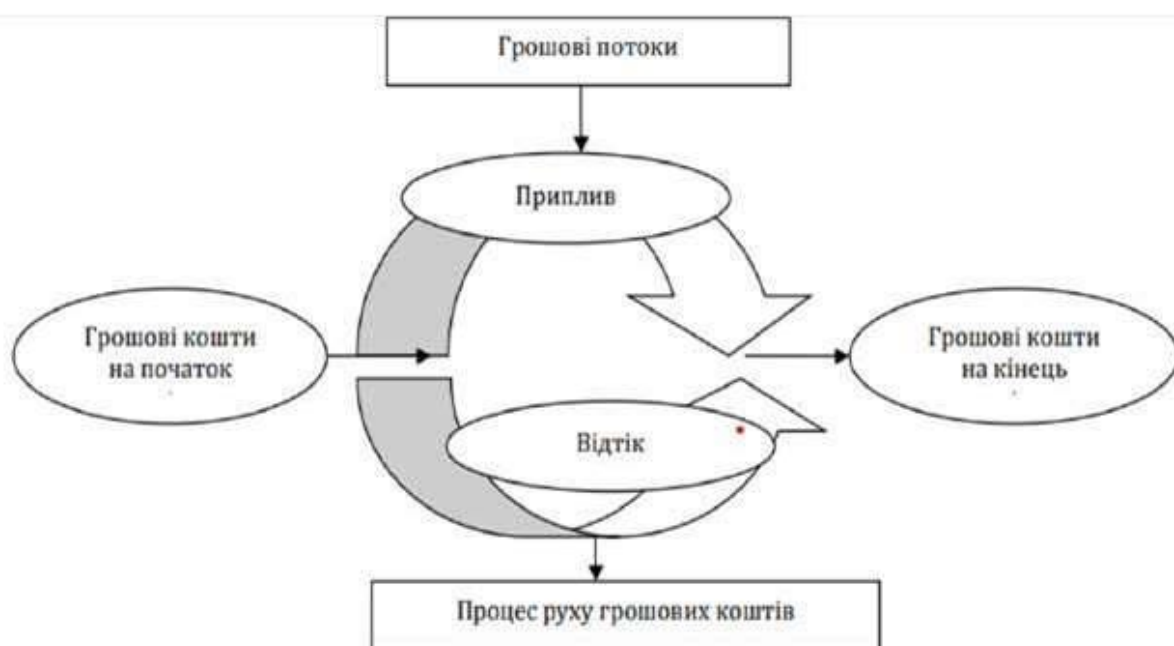 Грошові потоки
Приплив
Грошові кошти
на початок
Грошові кошти
на кінець
Відтік
Процес руху грошових коштів